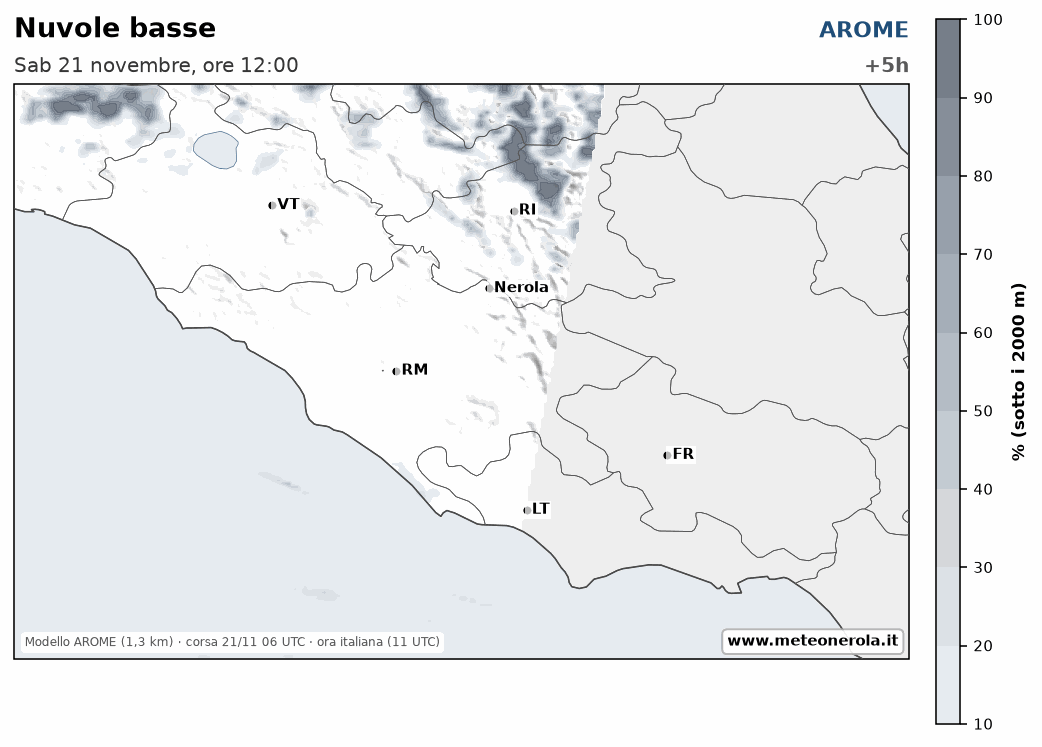 Nuvole basse
AROME
Sab 21 novembre, ore 12:00
+5h
VT
RI
Nerola
RM
FR
LT
Modello AROME (1,3 km) · corsa 21/11 06 UTC · ora italiana (11 UTC)
www.meteonerola.it
100
90
80
70
60
50
40
30
20
10
% (sotto i 2000 m)